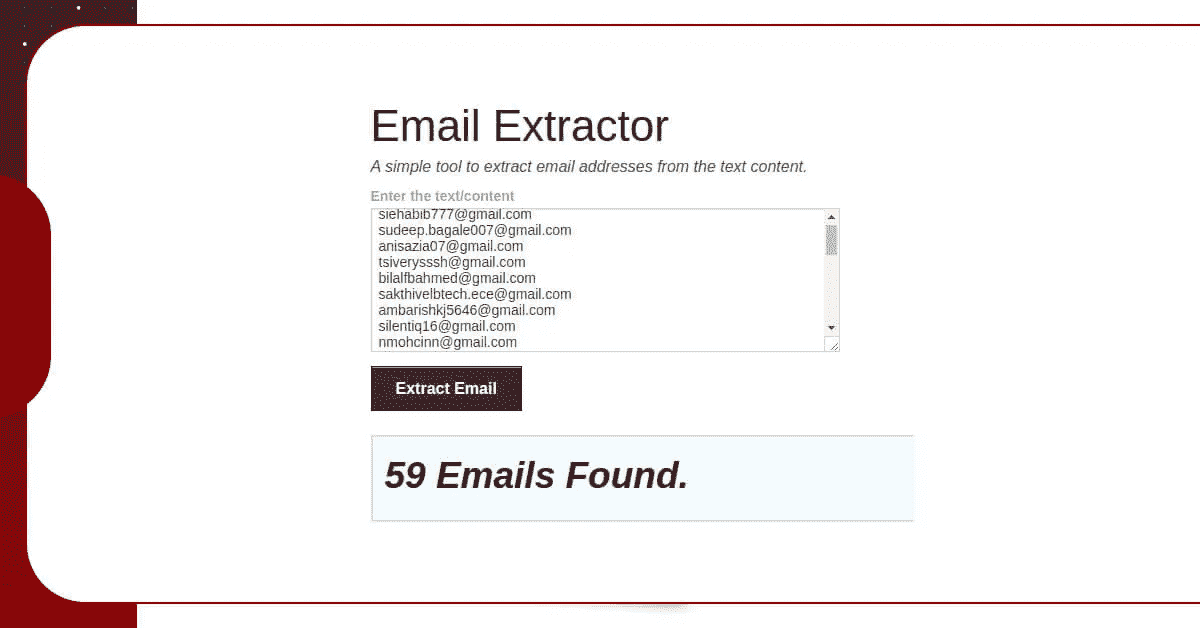 Email Extractor
A simple tool to extract email addresses from the text content.
Enter the text/content
siehabib777@gmail.com
sudeep.bagale007@gmail.com
anisazia07@gmail.com
tsiverysssh@gmail.com
bilalfbahmed@gmail.com
sakthivelbtech.ece@gmail.com
ambarishkj5646@gmail.com
silentiq16@gmail.com
nmohcinn@gmail.com
Extract Email
59 Emails Found.